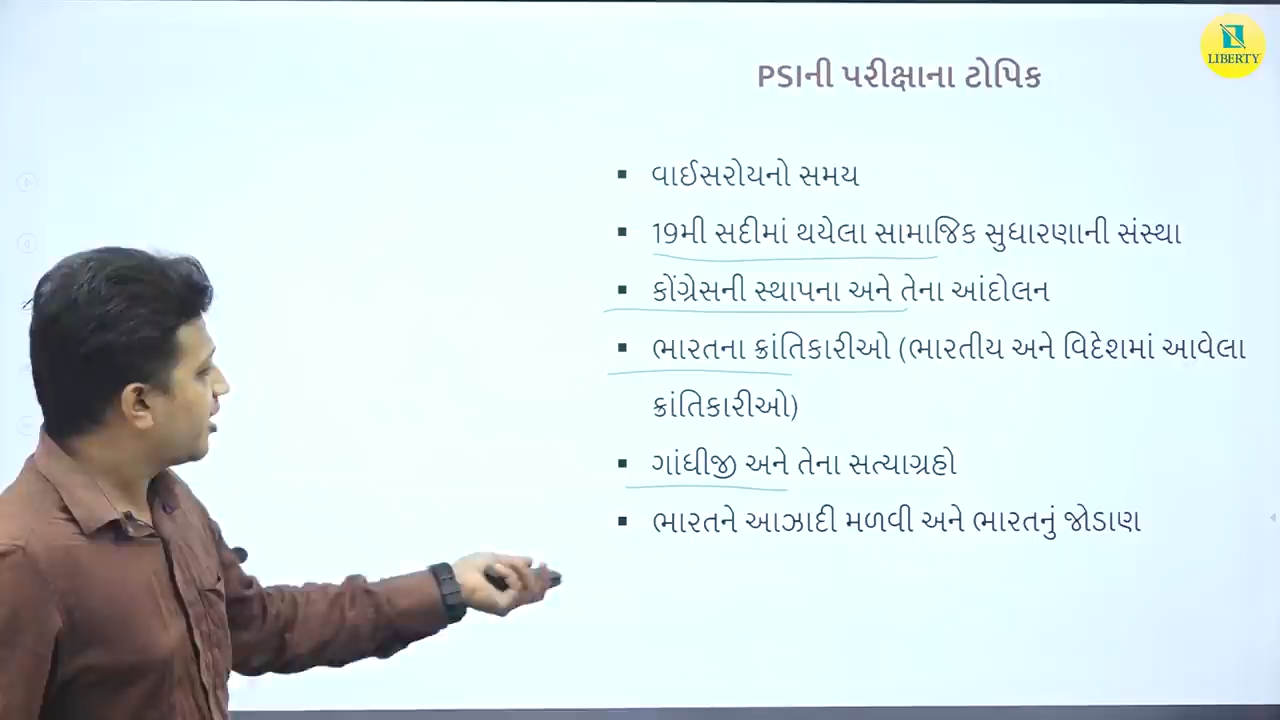 LIBERTY
PSIની પરીક્ષાના ટોપિક
▪ વાઈસરોયનો સમય
▪ 19મી સદીમાં થયેલા સામાજિક સુધારણાની સંસ્થા
▪ કોંગ્રેસની સ્થાપના અને તેના આંદોલન
▪ ભારતના ક્રાંતિકારીઓ (ભારતીય અને વિદેશમાં આવેલા
ક્રાંતિકારીઓ)
▪ ગાંધીજી અને તેના સત્યાગ્રહો
▪ ભારતને આઝાદી મળવી અને ભારતનું જોડાણ